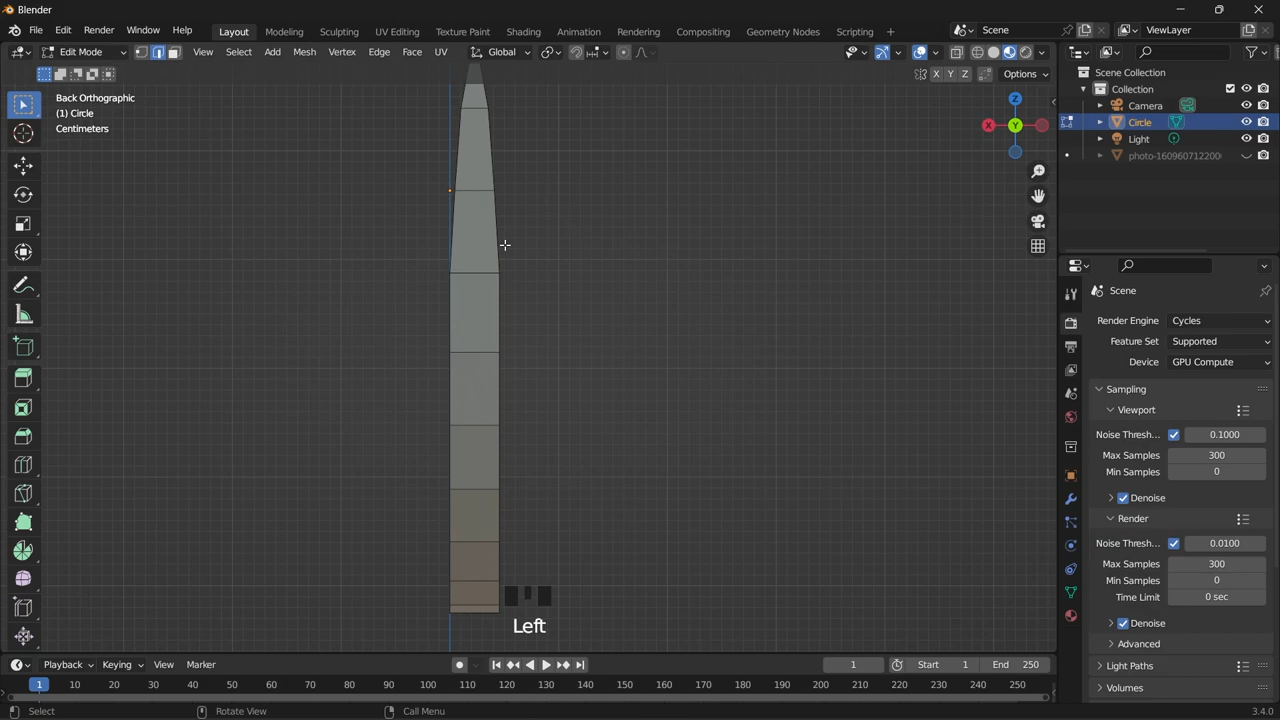 Blender
File Edit Render Window Help Layout Modeling Sculpting UV Editing Texture Paint Shading Animation Rendering Compositing Geometry Nodes Scripting Scene ViewLayer
Edit Mode View Select Add Mesh Vertex Edge Face UV Global
X Y Z Options
Back Orthographic
(1) Circle
Centimeters
Z
X Y
Scene Collection
Collection
Camera
Circle
Light
photo-160960712200
Scene
Render Engine Cycles
Feature Set Supported
Device GPU Compute
Sampling
Viewport
Noise Thresh... 0.1000
Max Samples 300
Min Samples 0
Denoise
Render
Noise Thresh... 0.0100
Max Samples 300
Min Samples 0
Time Limit 0 sec
Denoise
Advanced
Light Paths
Volumes
Left
Playback Keying View Marker 1 Start 1 End 250
1 10 20 30 40 50 60 70 80 90 100 110 120 130 140 150 160 170 180 190 200 210 220 230 240 250
Select Rotate View Call Menu 3.4.0